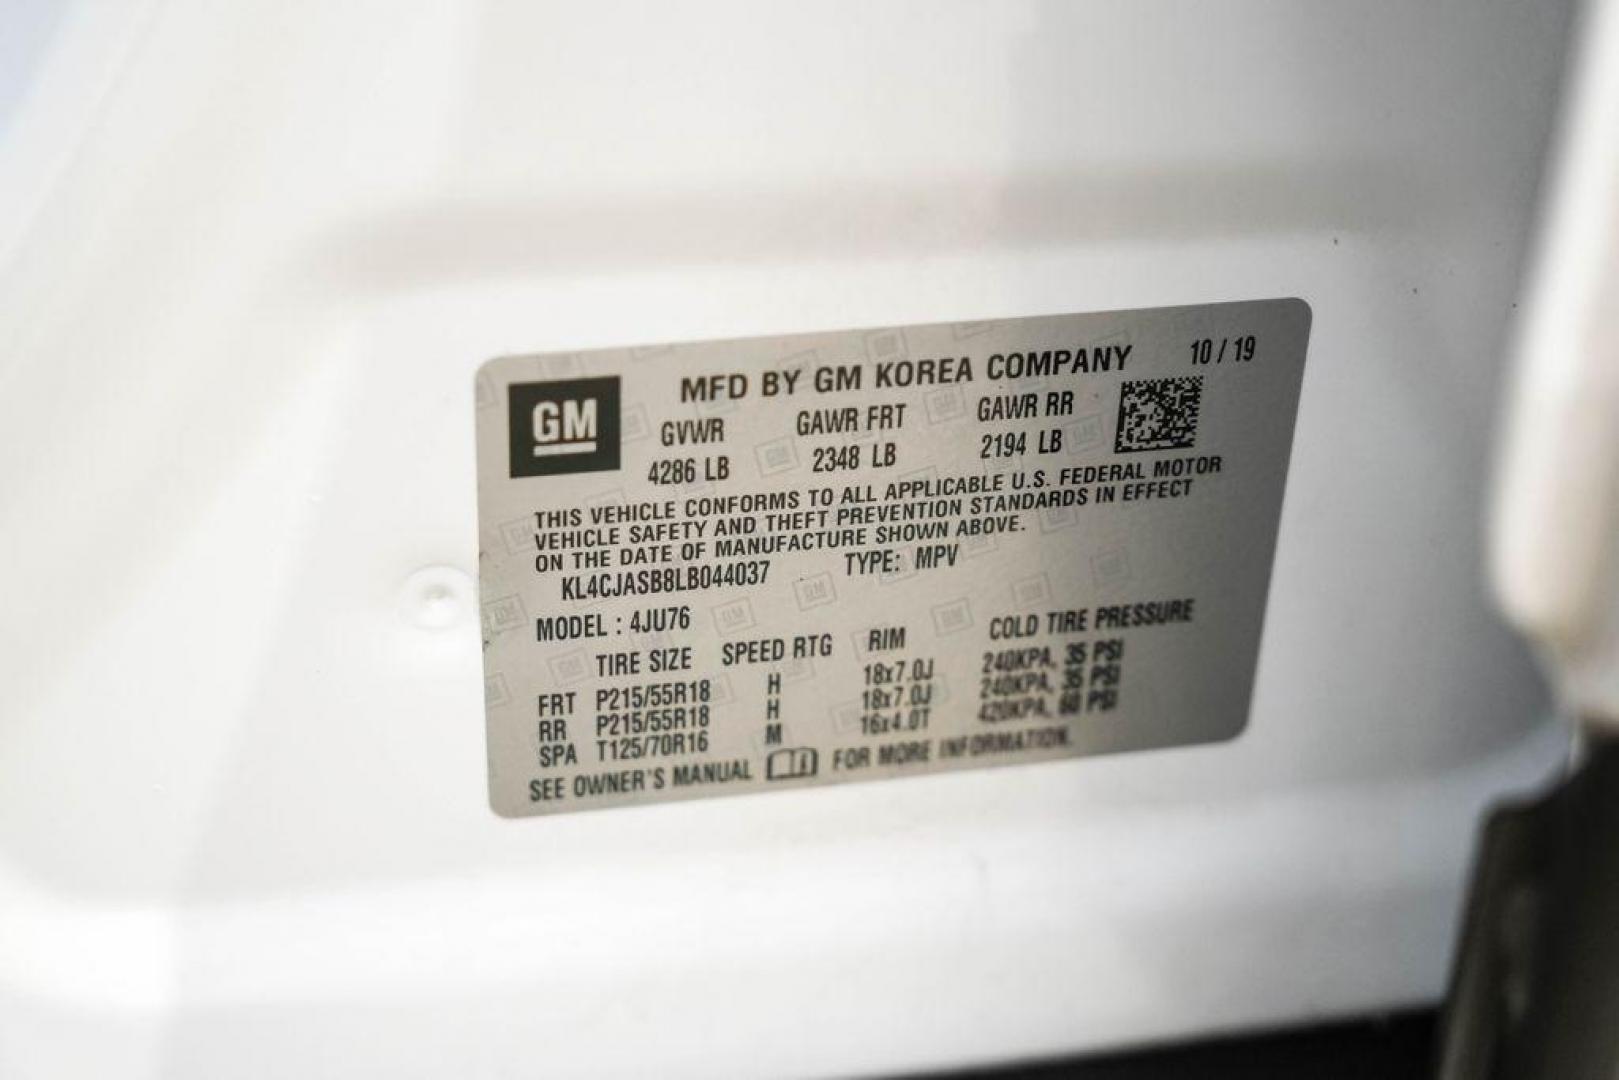 GM
MFD BY GM KOREA COMPANY 10 / 19
GVWR GAWR FRT GAWR RR
4286 LB 2348 LB 2194 LB
THIS VEHICLE CONFORMS TO ALL APPLICABLE U.S. FEDERAL MOTOR
VEHICLE SAFETY AND THEFT PREVENTION STANDARDS IN EFFECT
ON THE DATE OF MANUFACTURE SHOWN ABOVE.
KL4CJASB8LB044037 TYPE: MPV
MODEL : 4JU76
TIRE SIZE SPEED RTG RIM COLD TIRE PRESSURE
FRT P215/55R18 H 18x7.0J 240KPA, 35 PSI
RR P215/55R18 H 18x7.0J 240KPA, 35 PSI
SPA T125/70R16 M 16x4.0T 420KPA, 60 PSI
SEE OWNER'S MANUAL FOR MORE INFORMATION.